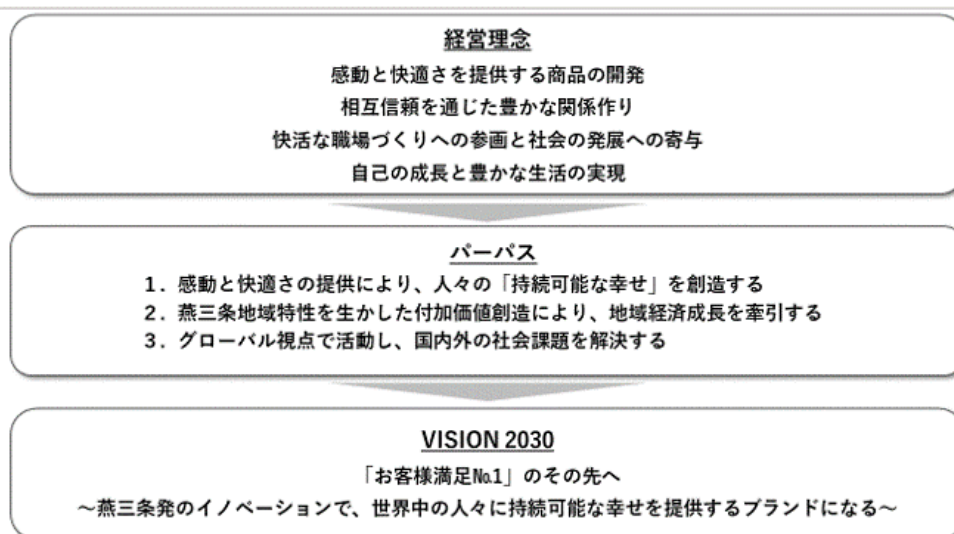 経営理念
感動と快適さを提供する商品の開発
相互信頼を通じた豊かな関係作り
快活な職場づくりへの参画と社会の発展への寄与
自己の成長と豊かな生活の実現
パーパス
1．感動と快適さの提供により、人々の「持続可能な幸せ」を創造する
2．燕三条地域特性を生かした付加価値創造により、地域経済成長を牽引する
3．グローバル視点で活動し、国内外の社会課題を解決する
VISION 2030
「お客様満足№1」のその先へ
～燕三条発のイノベーションで、世界中の人々に持続可能な幸せを提供するブランドになる～